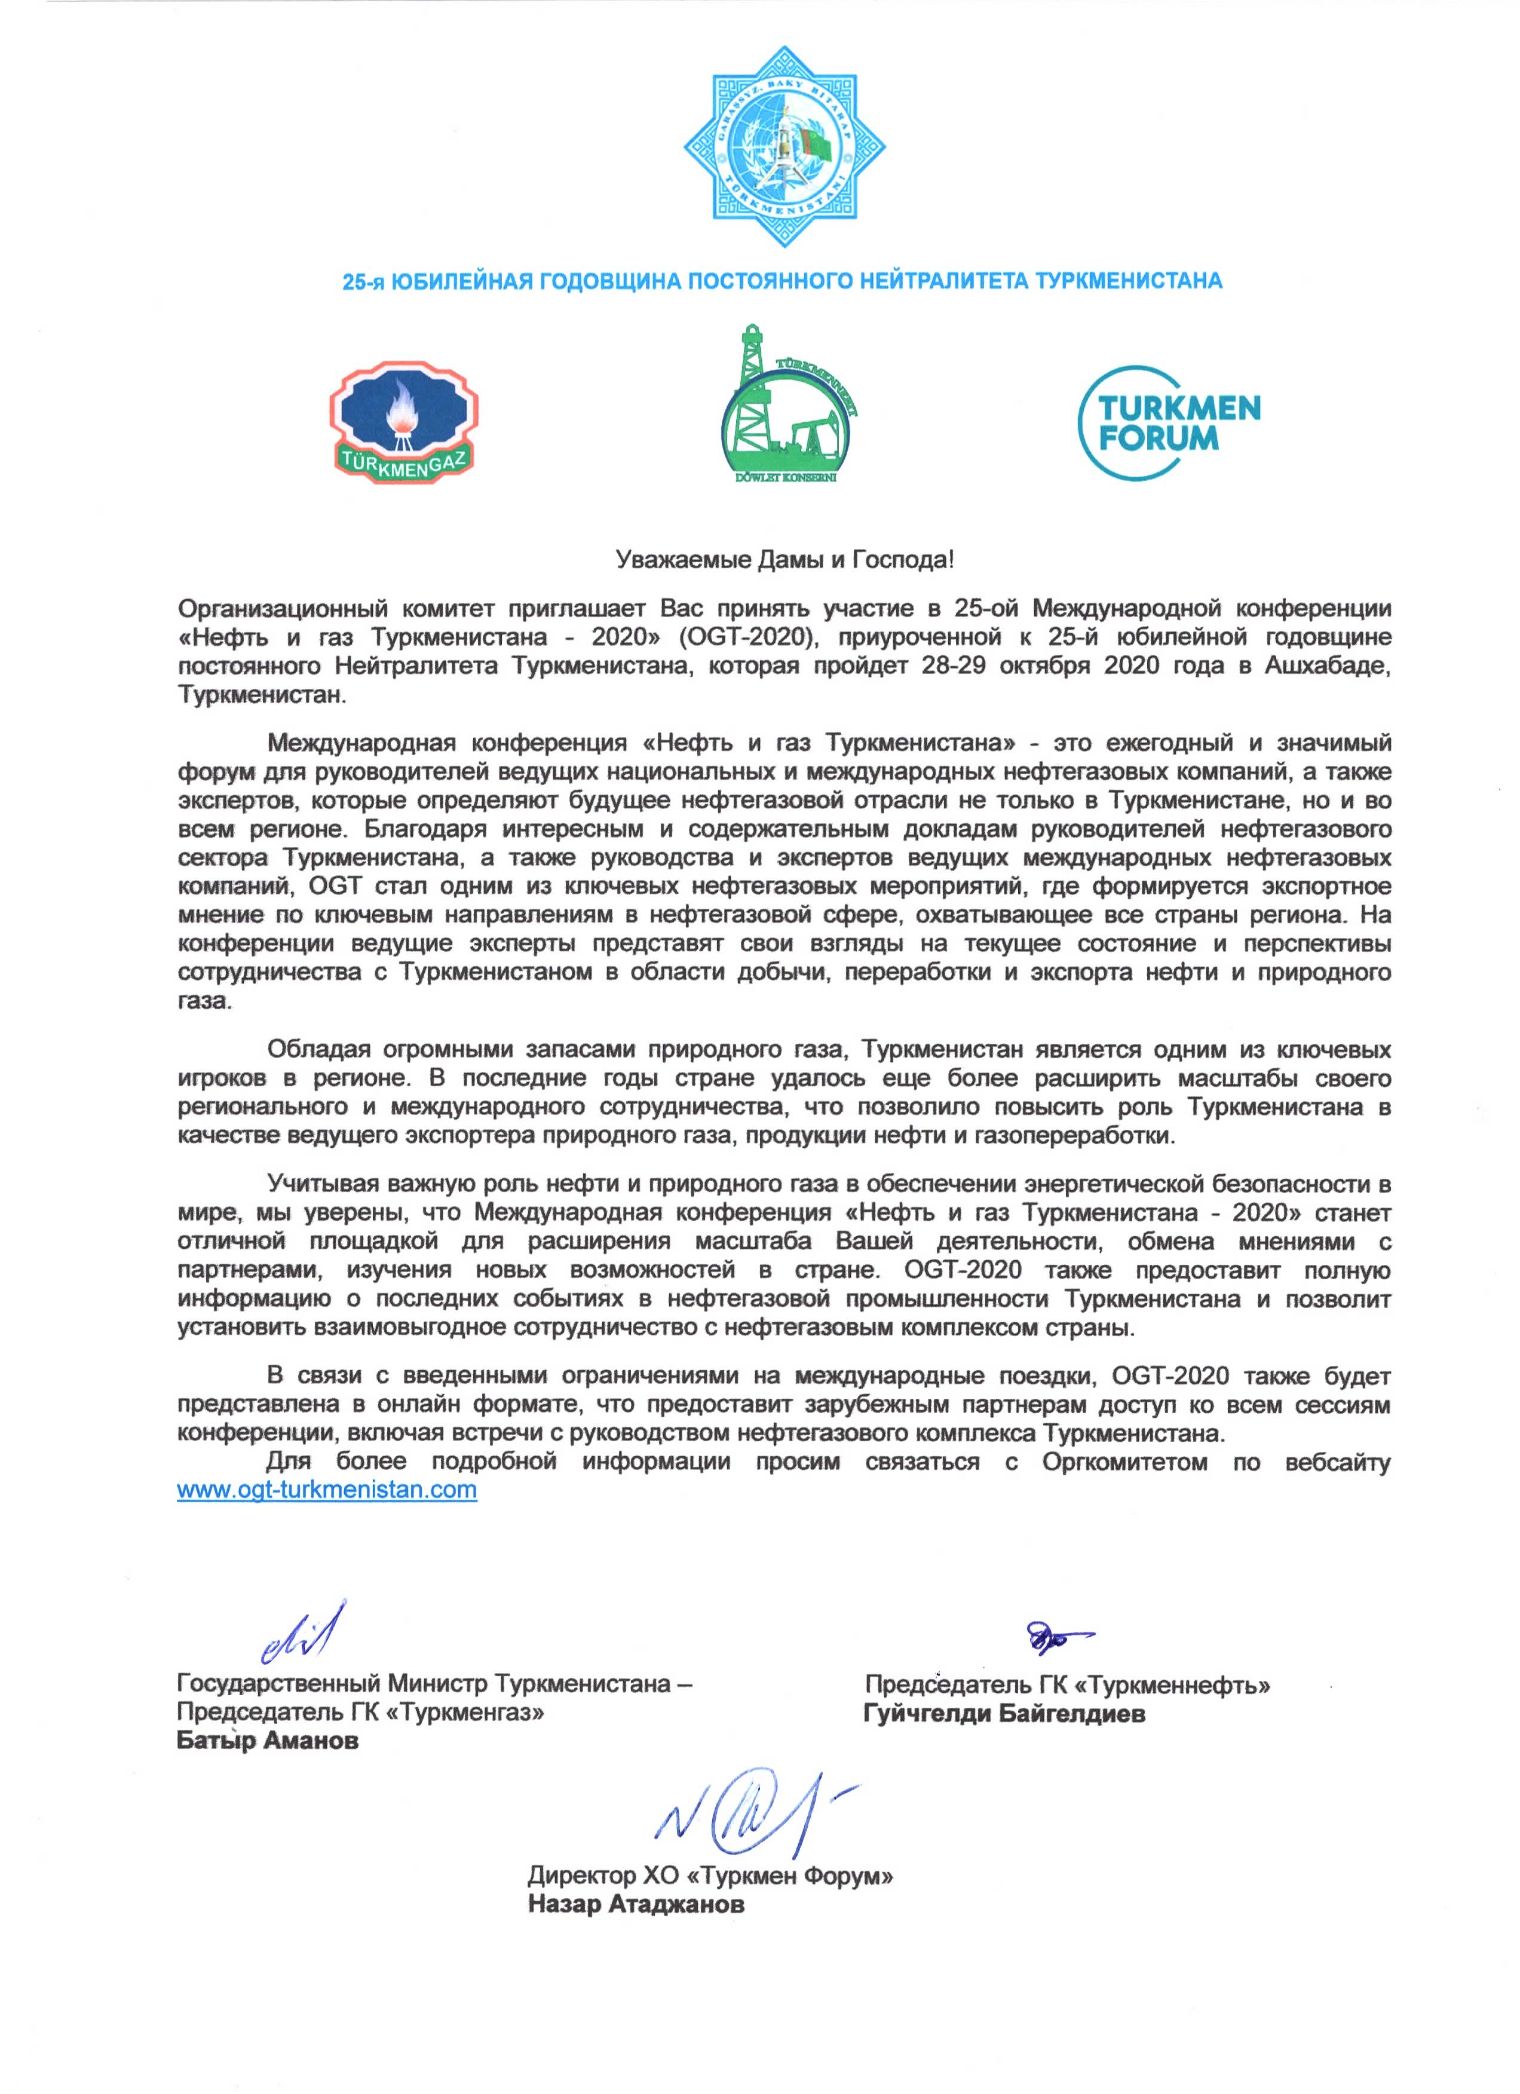 GARAŞSYZ, BAKY BITARAP
TÜRKMENISTAN!
25-я ЮБИЛЕЙНАЯ ГОДОВЩИНА ПОСТОЯННОГО НЕЙТРАЛИТЕТА ТУРКМЕНИСТАНА
TÜRKMENGAZ
TÜRKMENNEBIT
DÖWLET KONSERNI
TURKMEN
FORUM
Уважаемые Дамы и Господа!
Организационный комитет приглашает Вас принять участие в 25-ой Международной конференции
«Нефть и газ Туркменистана - 2020» (OGT-2020), приуроченной к 25-й юбилейной годовщине
постоянного Нейтралитета Туркменистана, которая пройдет 28-29 октября 2020 года в Ашхабаде,
Туркменистан.
Международная конференция «Нефть и газ Туркменистана» - это ежегодный и значимый
форум для руководителей ведущих национальных и международных нефтегазовых компаний, а также
экспертов, которые определяют будущее нефтегазовой отрасли не только в Туркменистане, но и во
всем регионе. Благодаря интересным и содержательным докладам руководителей нефтегазового
сектора Туркменистана, а также руководства и экспертов ведущих международных нефтегазовых
компаний, OGT стал одним из ключевых нефтегазовых мероприятий, где формируется экспортное
мнение по ключевым направлениям в нефтегазовой сфере, охватывающее все страны региона. На
конференции ведущие эксперты представят свои взгляды на текущее состояние и перспективы
сотрудничества с Туркменистаном в области добычи, переработки и экспорта нефти и природного
газа.
Обладая огромными запасами природного газа, Туркменистан является одним из ключевых
игроков в регионе. В последние годы стране удалось еще более расширить масштабы своего
регионального и международного сотрудничества, что позволило повысить роль Туркменистана в
качестве ведущего экспортера природного газа, продукции нефти и газопереработки.
Учитывая важную роль нефти и природного газа в обеспечении энергетической безопасности в
мире, мы уверены, что Международная конференция «Нефть и газ Туркменистана - 2020» станет
отличной площадкой для расширения масштаба Вашей деятельности, обмена мнениями с
партнерами, изучения новых возможностей в стране. OGT-2020 также предоставит полную
информацию о последних событиях в нефтегазовой промышленности Туркменистана и позволит
установить взаимовыгодное сотрудничество с нефтегазовым комплексом страны.
В связи с введенными ограничениями на международные поездки, OGT-2020 также будет
представлена в онлайн формате, что предоставит зарубежным партнерам доступ ко всем сессиям
конференции, включая встречи с руководством нефтегазового комплекса Туркменистана.
Для более подробной информации просим связаться с Оргкомитетом по вебсайту
www.ogt-turkmenistan.com
Государственный Министр Туркменистана –
Председатель ГК «Туркменгаз»
Батыр Аманов
Председатель ГК «Туркменнефть»
Гуйчгелди Байгелдиев
Директор ХО «Туркмен Форум»
Назар Атаджанов